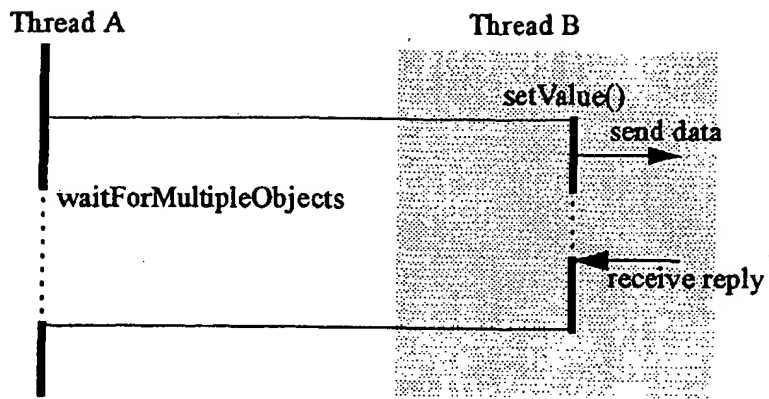 Thread A
Thread B
setValue()
send data
waitForMultipleObjects
receive reply